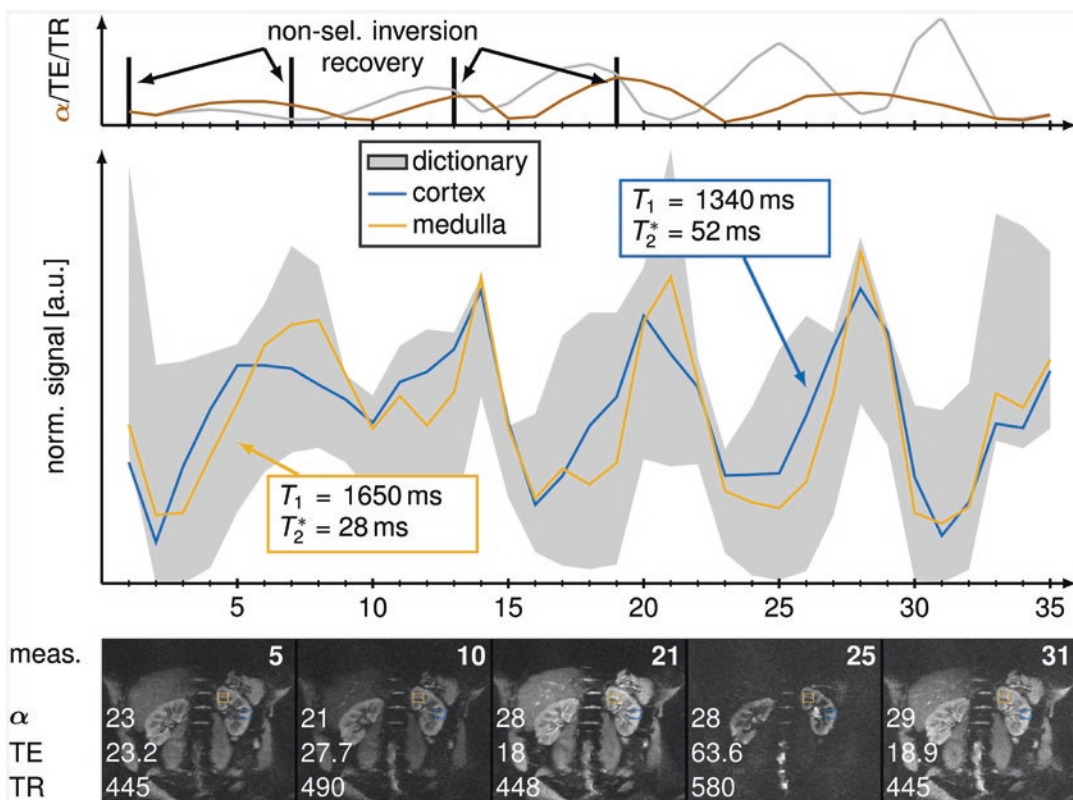 α/TE/TR
non-sel. inversion
recovery
norm. signal [a.u.]
dictionary
cortex
medulla
T₁ = 1340 ms
T₂* = 52 ms
T₁ = 1650 ms
T₂* = 28 ms
5 10 15 20 25 30 35
meas. 5 10 21 25 31
α 23 21 28 28 29
TE 23.2 27.7 18 63.6 18.9
TR 445 490 448 580 445